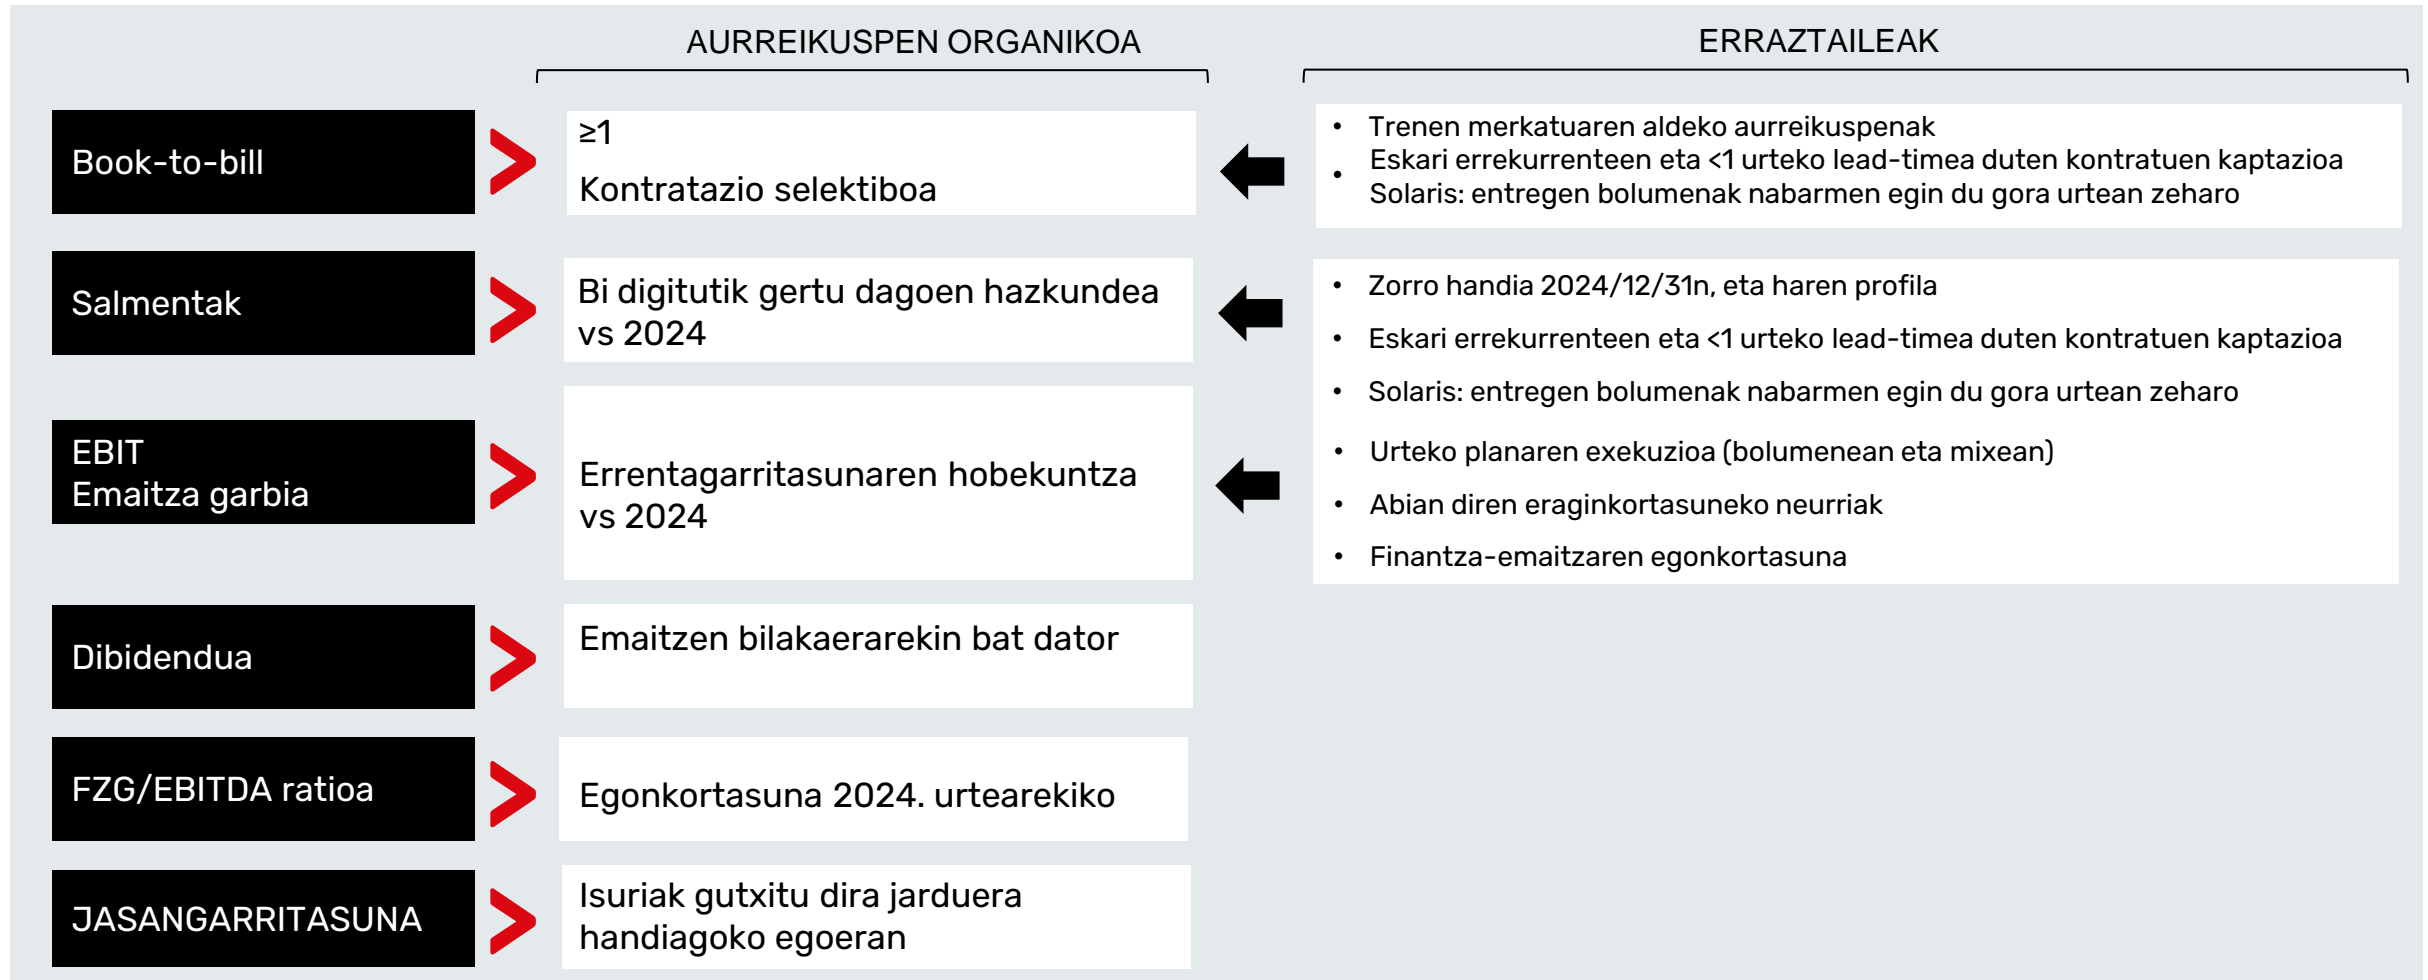 AURREIKUSPEN ORGANIKOA
ERRAZTAILEAK
Book-to-bill
≥1
Kontratazio selektiboa
• Trenen merkatuaren aldeko aurreikuspenak
Eskari errekurrenteen eta <1 urteko lead-timea duten kontratuen kaptazioa
• Solaris: entregen bolumenak nabarmen egin du gora urtean zeharo
Salmentak
Bi digitutik gertu dagoen hazkundea
vs 2024
• Zorro handia 2024/12/31n, eta haren profila
• Eskari errekurrenteen eta <1 urteko lead-timea duten kontratuen kaptazioa
• Solaris: entregen bolumenak nabarmen egin du gora urtean zeharo
EBIT
Emaitza garbia
Errentagarritasunaren hobekuntza
vs 2024
• Urteko planaren exekuzioa (bolumenean eta mixean)
• Abian diren eraginkortasuneko neurriak
• Finantza-emaitzaren egonkortasuna
Dibidendua
Emaitzen bilakaerarekin bat dator
FZG/EBITDA ratioa
Egonkortasuna 2024. urtearekiko
JASANGARRITASUNA
Isuriak gutxitu dira jarduera
handiagoko egoeran